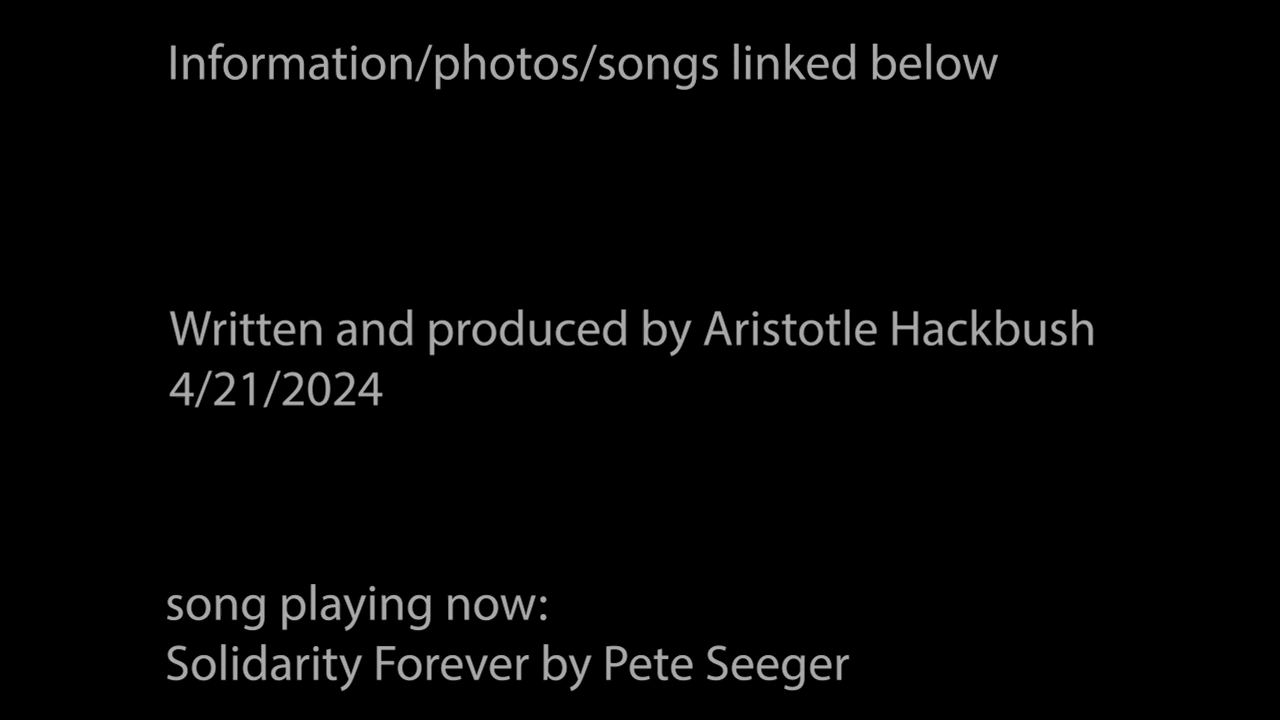 Information/photos/songs linked below
Written and produced by Aristotle Hackbush
4/21/2024
song playing now:
Solidarity Forever by Pete Seeger